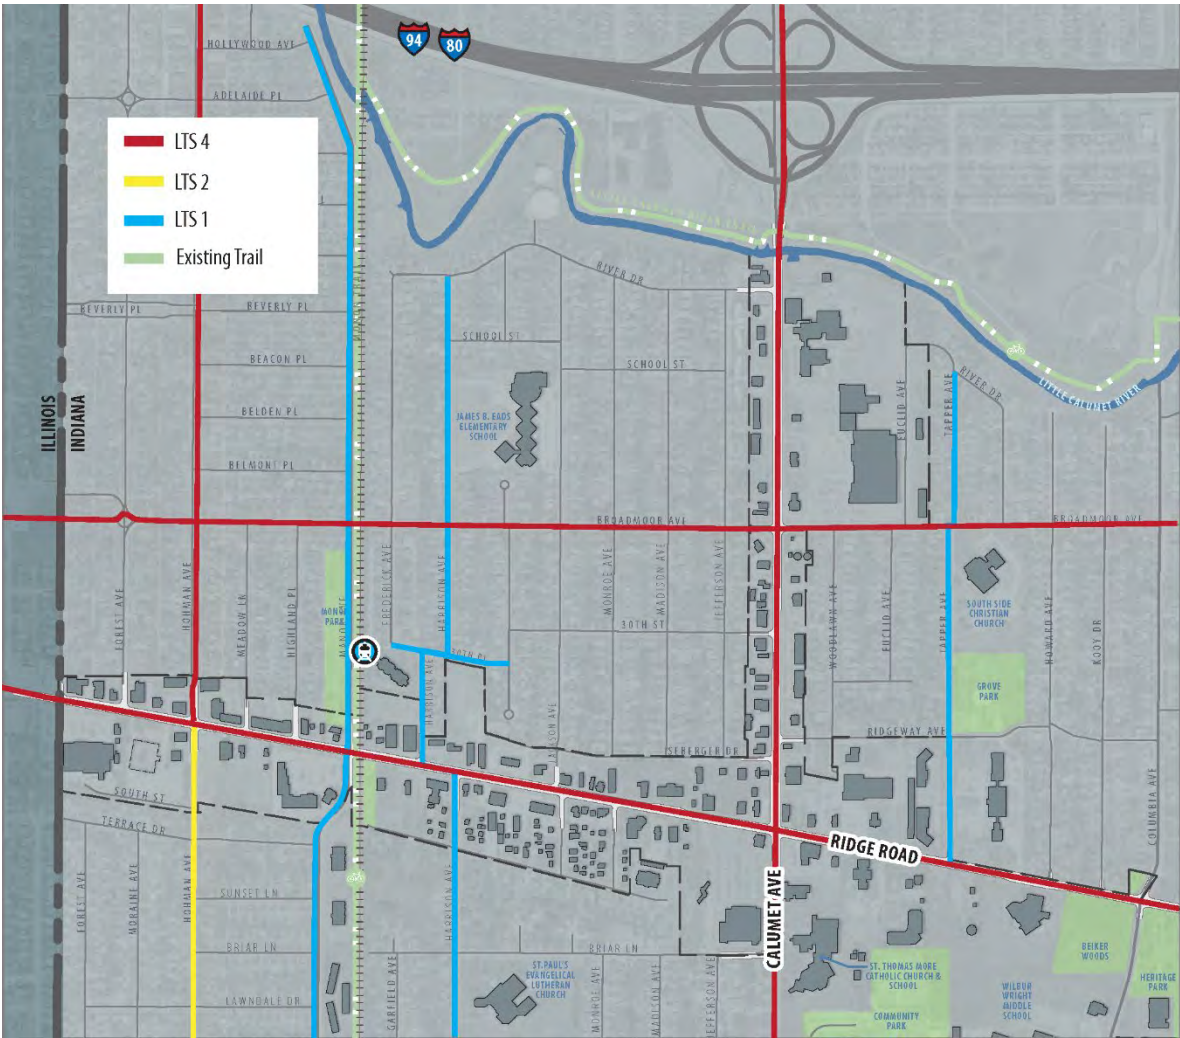 HOLLYWOOD AVE
94
80
ADELAIDE PL
LTS 4
LTS 2
LTS 1
Existing Trail
RIVER DR
BEVERLY PL
BEVERLY PL
SCHOOL ST
SCHOOL ST
BEACON PL
BELDEN PL
BELMONT PL
JAMES B. EADS
ELEMENTARY
SCHOOL
EUCLID AVE
TAPPER AVE
RIVER DR
LITTLE CALUMET RIVER
ILLINOIS
INDIANA
BROADMOOR AVE
BROADMOOR AVE
FOREST AVE
HOHMAN AVE
MEADOW LN
HIGHLAND PL
PARK
FREDERICK AVE
HARRISON AVE
MONROE AVE
MADISON AVE
JEFFERSON AVE
WOODLAWN AVE
EUCLID AVE
TAPPER AVE
SOUTH SIDE
CHRISTIAN
CHURCH
HOWARD AVE
KOOY DR
30TH ST
30TH PL
HARRISON AVE
GROVE
PARK
RIDGEWAY AVE
SEBERGER DR
SOUTH ST
TERRACE DR
COLUMBIA AVE
RIDGE ROAD
CALUMET AVE
FOREST AVE
MORAINE AVE
HOHMAN AVE
SUNSET LN
HARRISON AVE
BRIAR LN
BRIAR LN
LAWNDALE DR
GARFIELD AVE
ST. PAUL'S
EVANGELICAL
LUTHERAN
CHURCH
MONROE AVE
MADISON AVE
JEFFERSON AVE
ST. THOMAS MORE
CATHOLIC CHURCH &
SCHOOL
COMMUNITY
PARK
WILBUR
WRIGHT
MIDDLE
SCHOOL
BEIKER
WOODS
HERITAGE
PARK